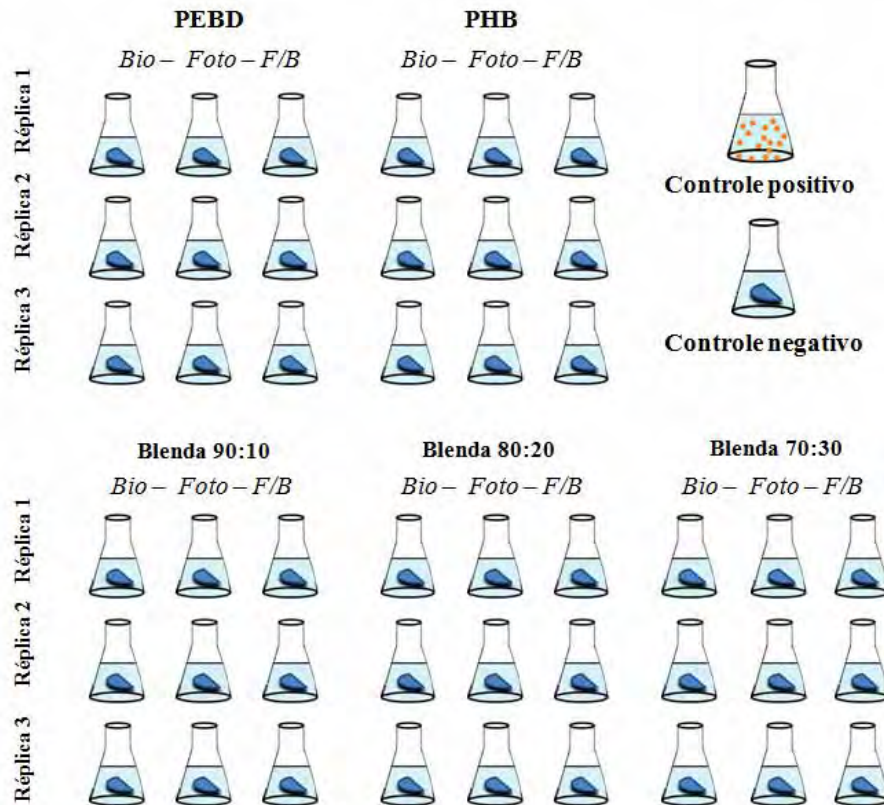 PEBD
PHB
Bio – Foto – F/B
Bio – Foto – F/B
Réplica 1
Réplica 2
Réplica 3
Controle positivo
Controle negativo
Blenda 90:10
Blenda 80:20
Blenda 70:30
Bio – Foto – F/B
Bio – Foto – F/B
Bio – Foto – F/B
Réplica 1
Réplica 2
Réplica 3